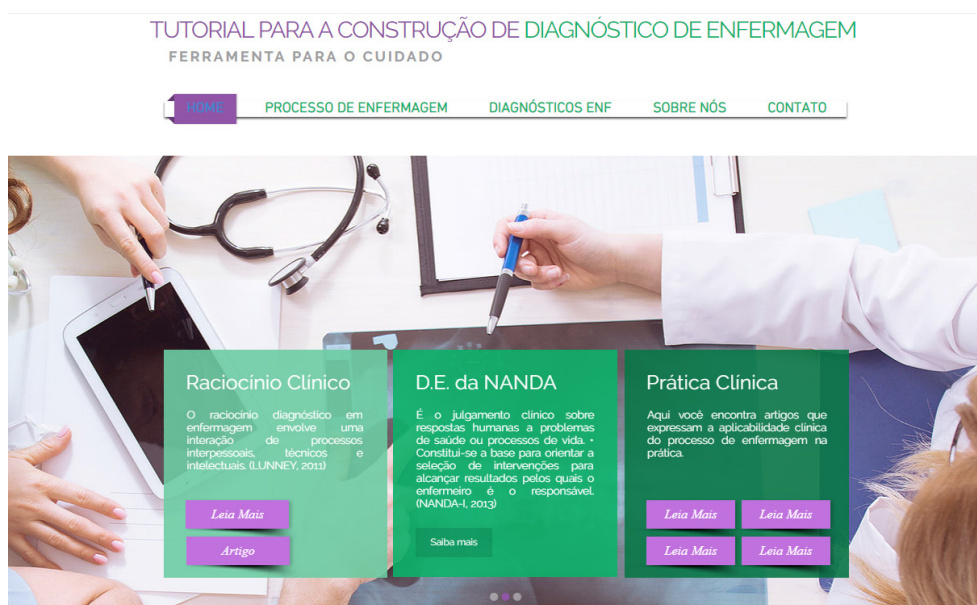 TUTORIAL PARA A CONSTRUÇÃO DE DIAGNÓSTICO DE ENFERMAGEM
FERRAMENTA PARA O CUIDADO
HOME PROCESSO DE ENFERMAGEM DIAGNÓSTICOS ENF SOBRE NÓS CONTATO
Raciocínio Clínico
O raciocínio diagnóstico em
enfermagem envolve uma
interação de processos
interpessoais, técnicos e
intelectuais. (LUNNEY, 2011)
Leia Mais
Artigo
D.E. da NANDA
É o julgamento clínico sobre
respostas humanas a problemas
de saúde ou processos de vida. •
Constitui-se a base para orientar a
seleção de intervenções para
alcançar resultados pelos quais o
enfermeiro é o responsável.
(NANDA-I, 2013)
Saiba mais
Prática Clínica
Aqui você encontra artigos que
expressam a aplicabilidade clínica
do processo de enfermagem na
prática.
Leia Mais Leia Mais
Leia Mais Leia Mais